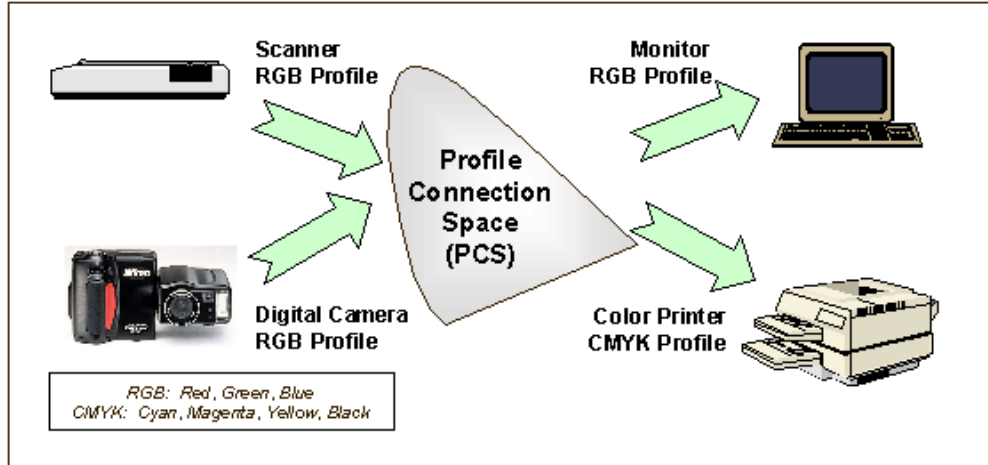 Scanner
RGB Profile
Monitor
RGB Profile
Profile
Connection
Space
(PCS)
Nikon
Digital Camera
RGB Profile
Color Printer
CMYK Profile
RGB: Red, Green, Blue
CMYK: Cyan, Magenta, Yellow, Black